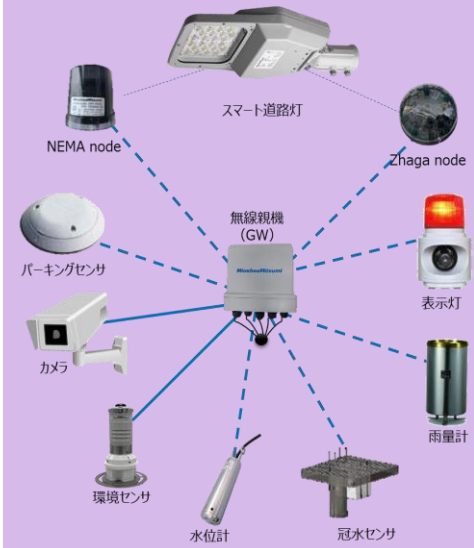 スマート道路灯
NEMA node
Zhaga node
無線親機
(GW)
MinebeaMitsumi
パーキングセンサ
表示灯
カメラ
雨量計
環境センサ
水位計
冠水センサ